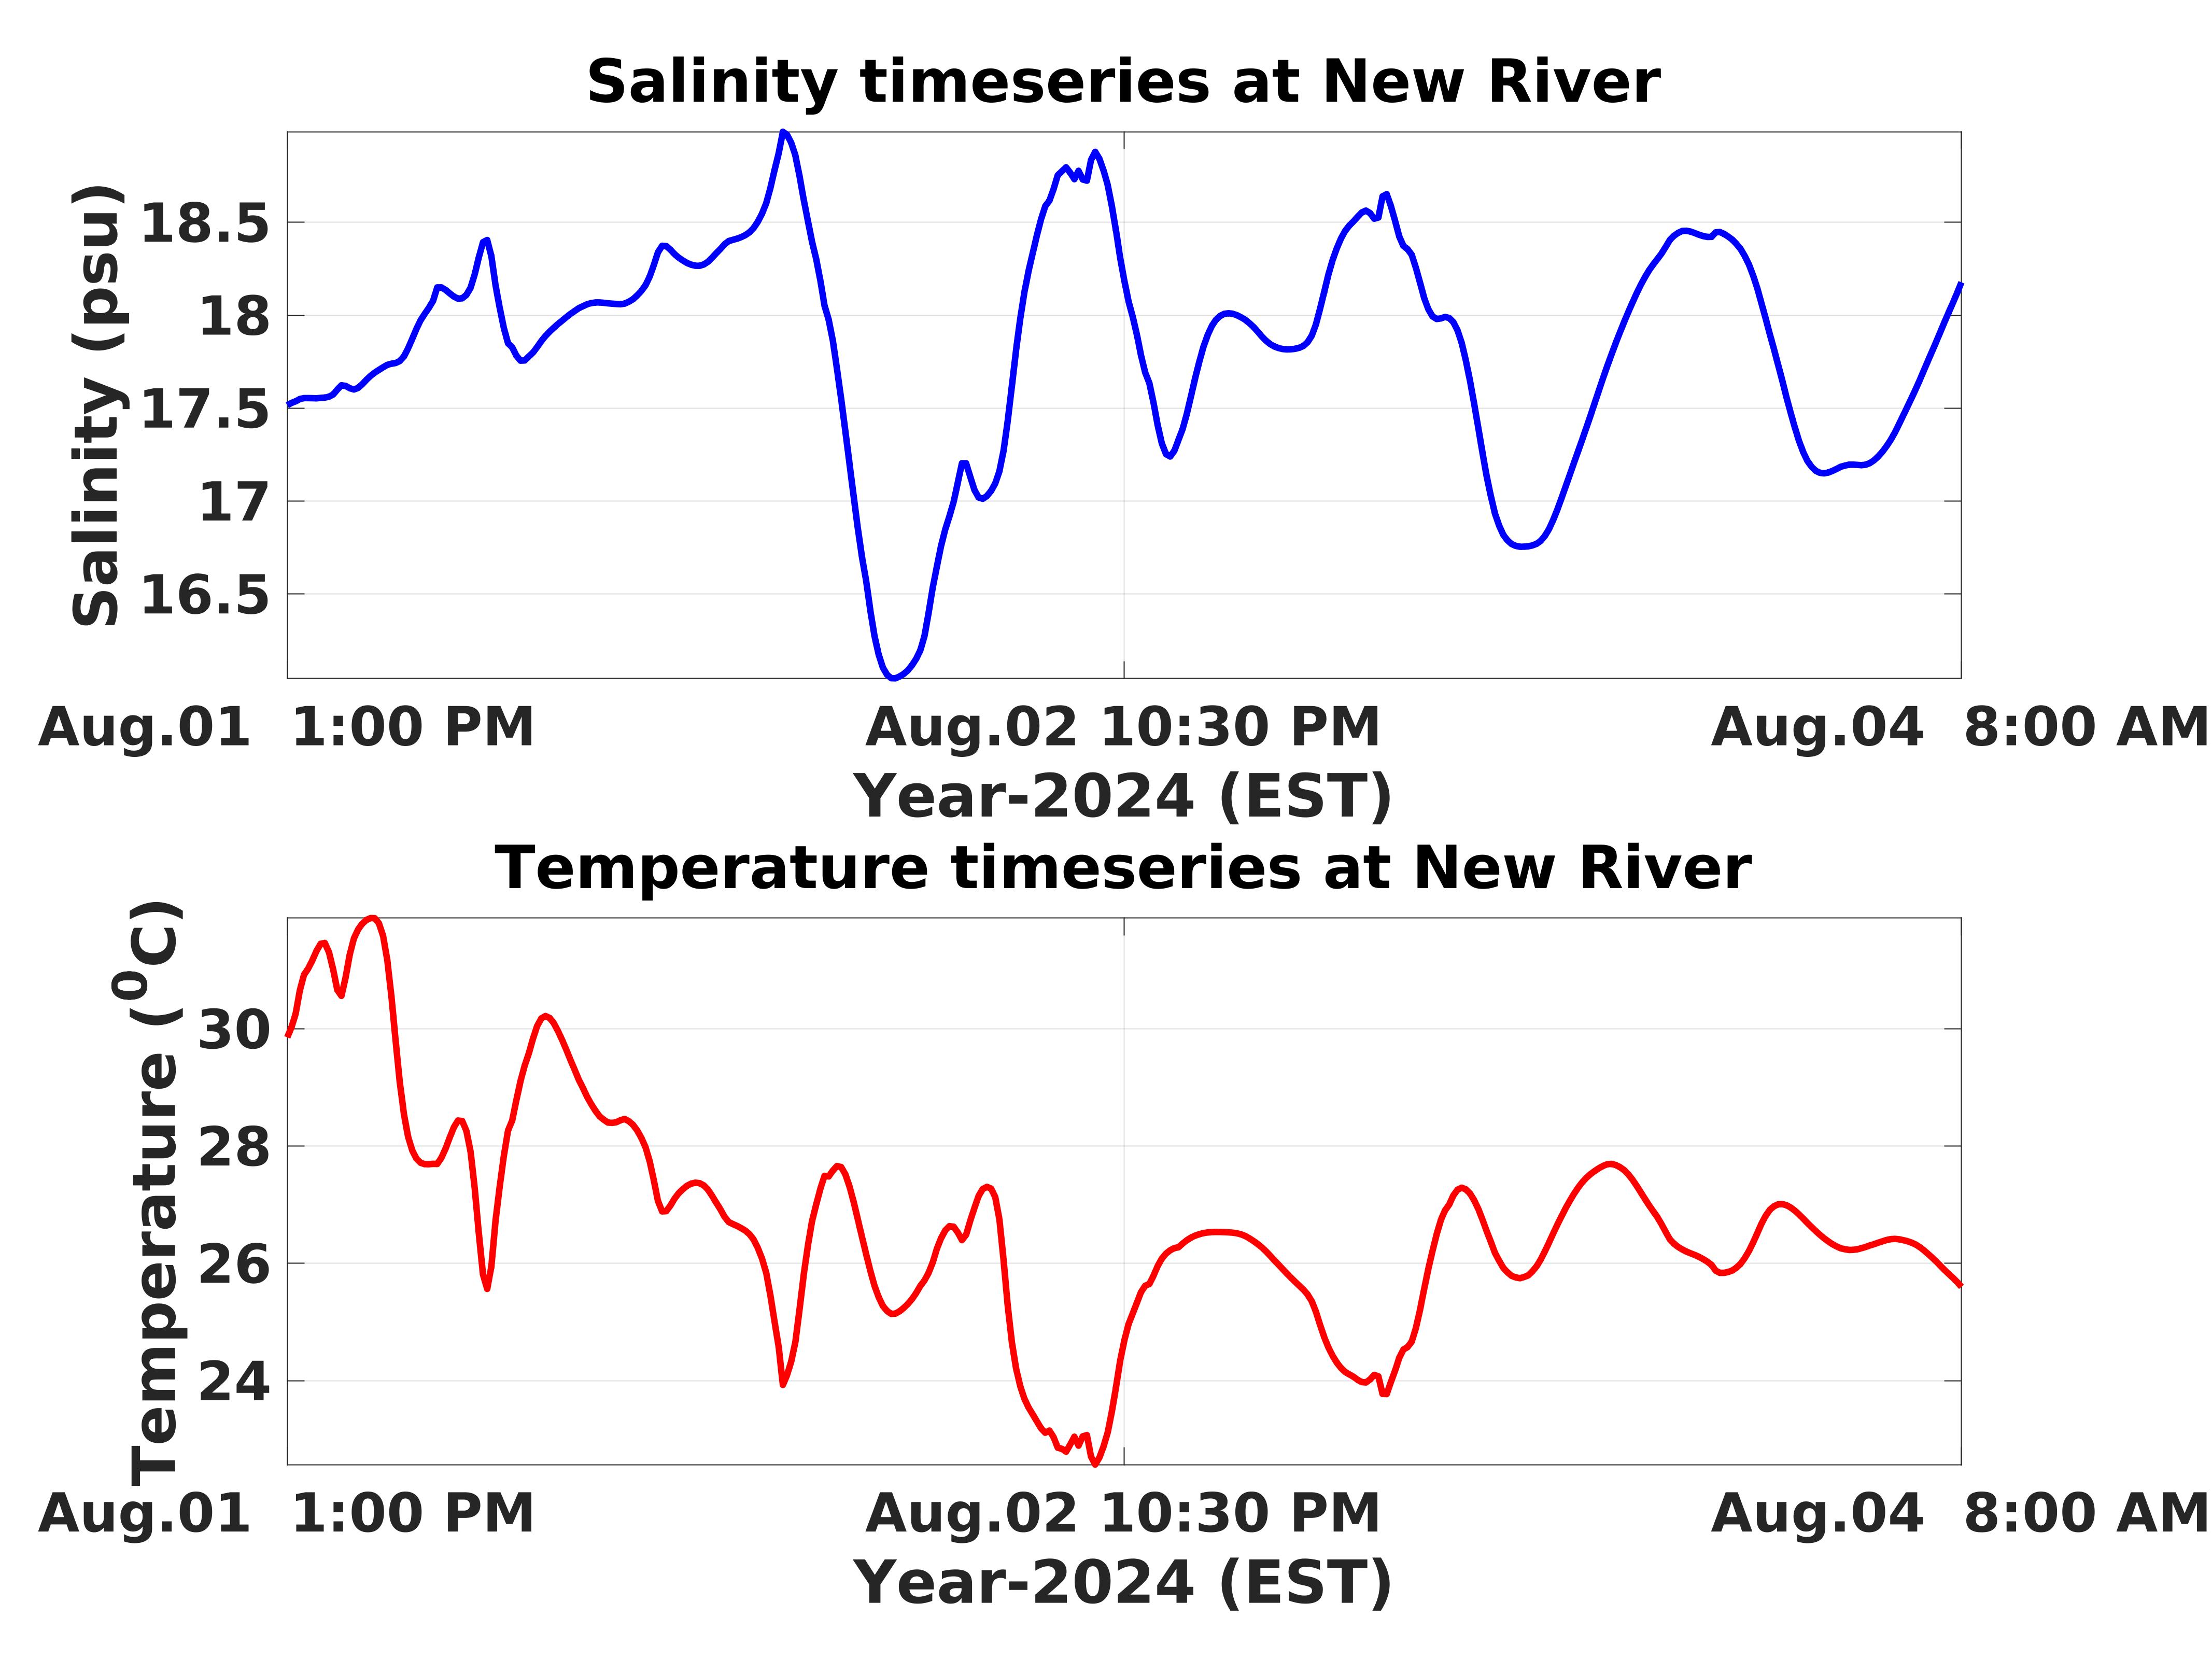 Salinity timeseries at New River
Salinity (psu)
18.5
18
17.5
17
16.5
Aug.01  1:00 PM Aug.02 10:30 PM Aug.04  8:00 AM
Year-2024 (EST)
Temperature timeseries at New River
Temperature (⁰C)
30
28
26
24
Aug.01  1:00 PM Aug.02 10:30 PM Aug.04  8:00 AM
Year-2024 (EST)